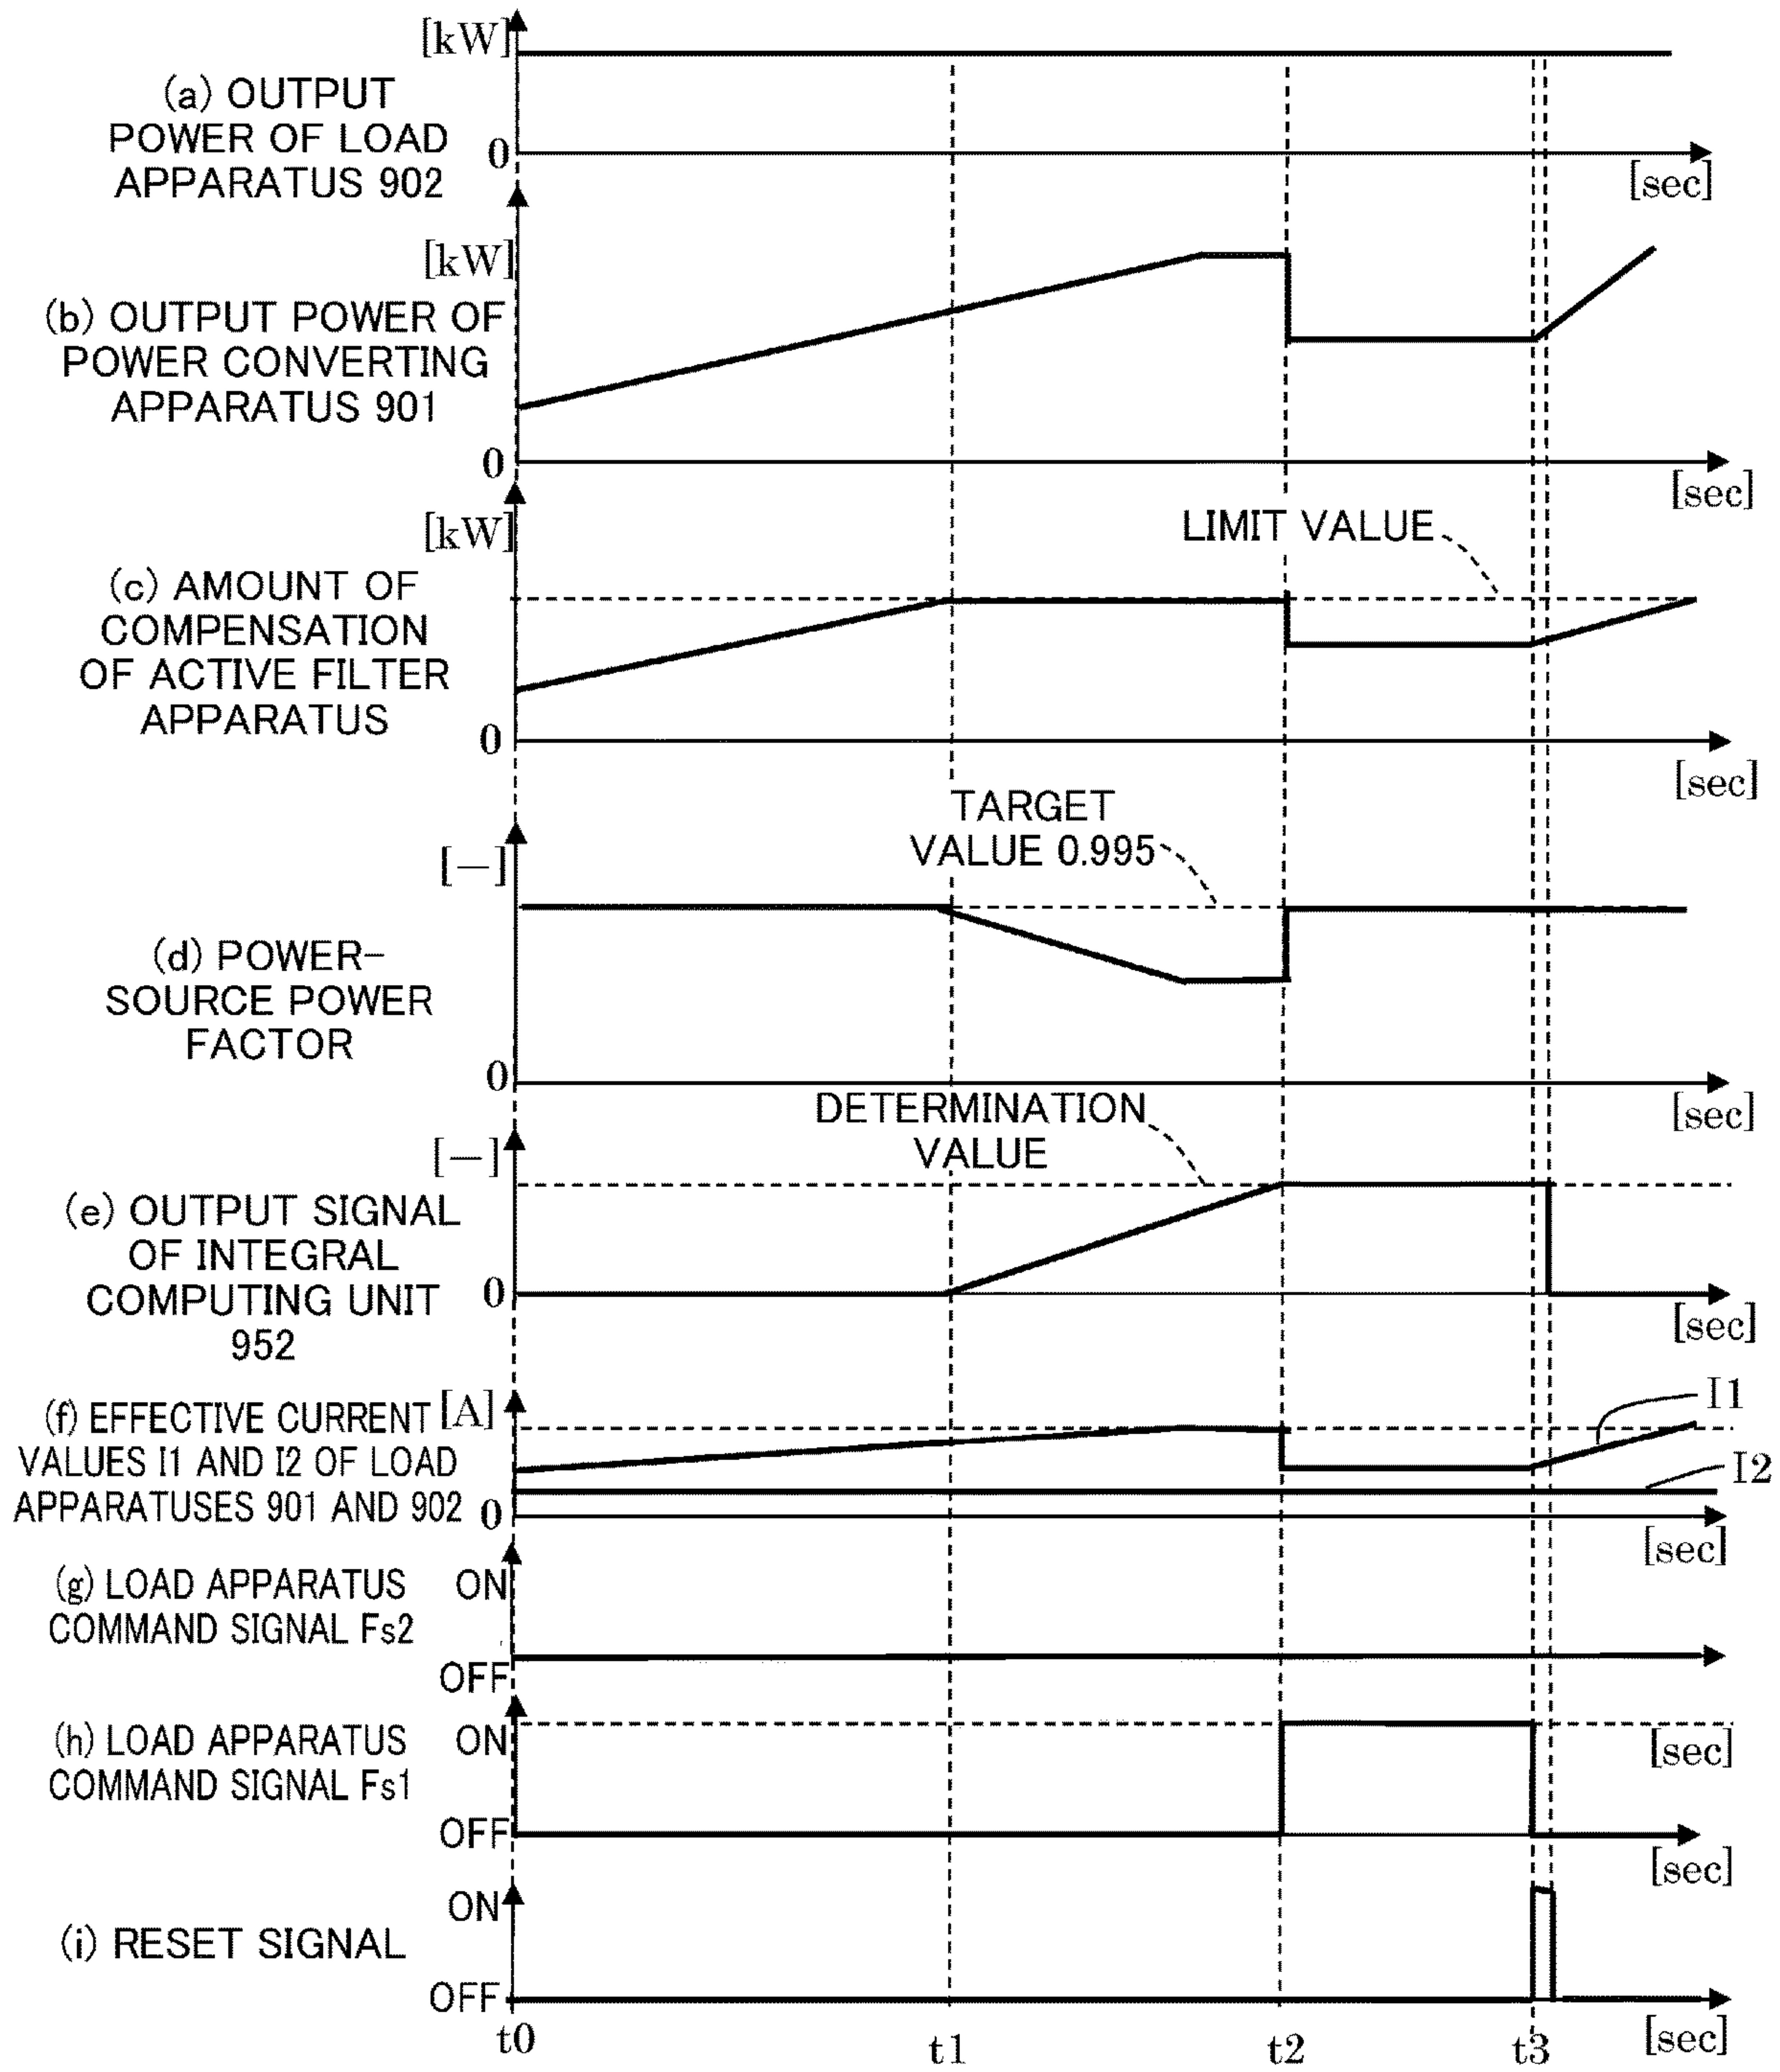 [kW]
(a) OUTPUT
POWER OF LOAD
APPARATUS 902
0
[sec]
[kW]
(b) OUTPUT POWER OF
POWER CONVERTING
APPARATUS 901
0
[sec]
[kW]
LIMIT VALUE
(c) AMOUNT OF
COMPENSATION
OF ACTIVE FILTER
APPARATUS
0
[sec]
TARGET
VALUE 0.995
[—]
(d) POWER-
SOURCE POWER
FACTOR
0
[sec]
DETERMINATION
VALUE
[—]
(e) OUTPUT SIGNAL
OF INTEGRAL
COMPUTING UNIT
952
0
[sec]
[A]
I1
I2
(f) EFFECTIVE CURRENT
VALUES I1 AND I2 OF LOAD
APPARATUSES 901 AND 902
0
[sec]
(g) LOAD APPARATUS
COMMAND SIGNAL Fs2
ON
OFF
[sec]
(h) LOAD APPARATUS
COMMAND SIGNAL Fs1
ON
OFF
[sec]
ON
(i) RESET SIGNAL
OFF
[sec]
t0
t1
t2
t3